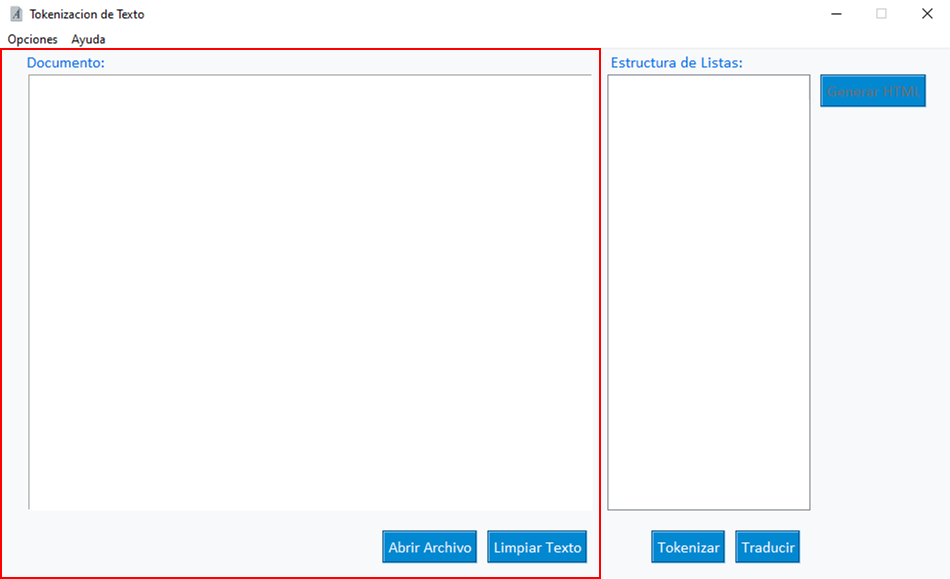 Tokenizacion de Texto
Opciones Ayuda
Documento:
Estructura de Listas:
Generar HTML
Abrir Archivo
Limpiar Texto
Tokenizar
Traducir